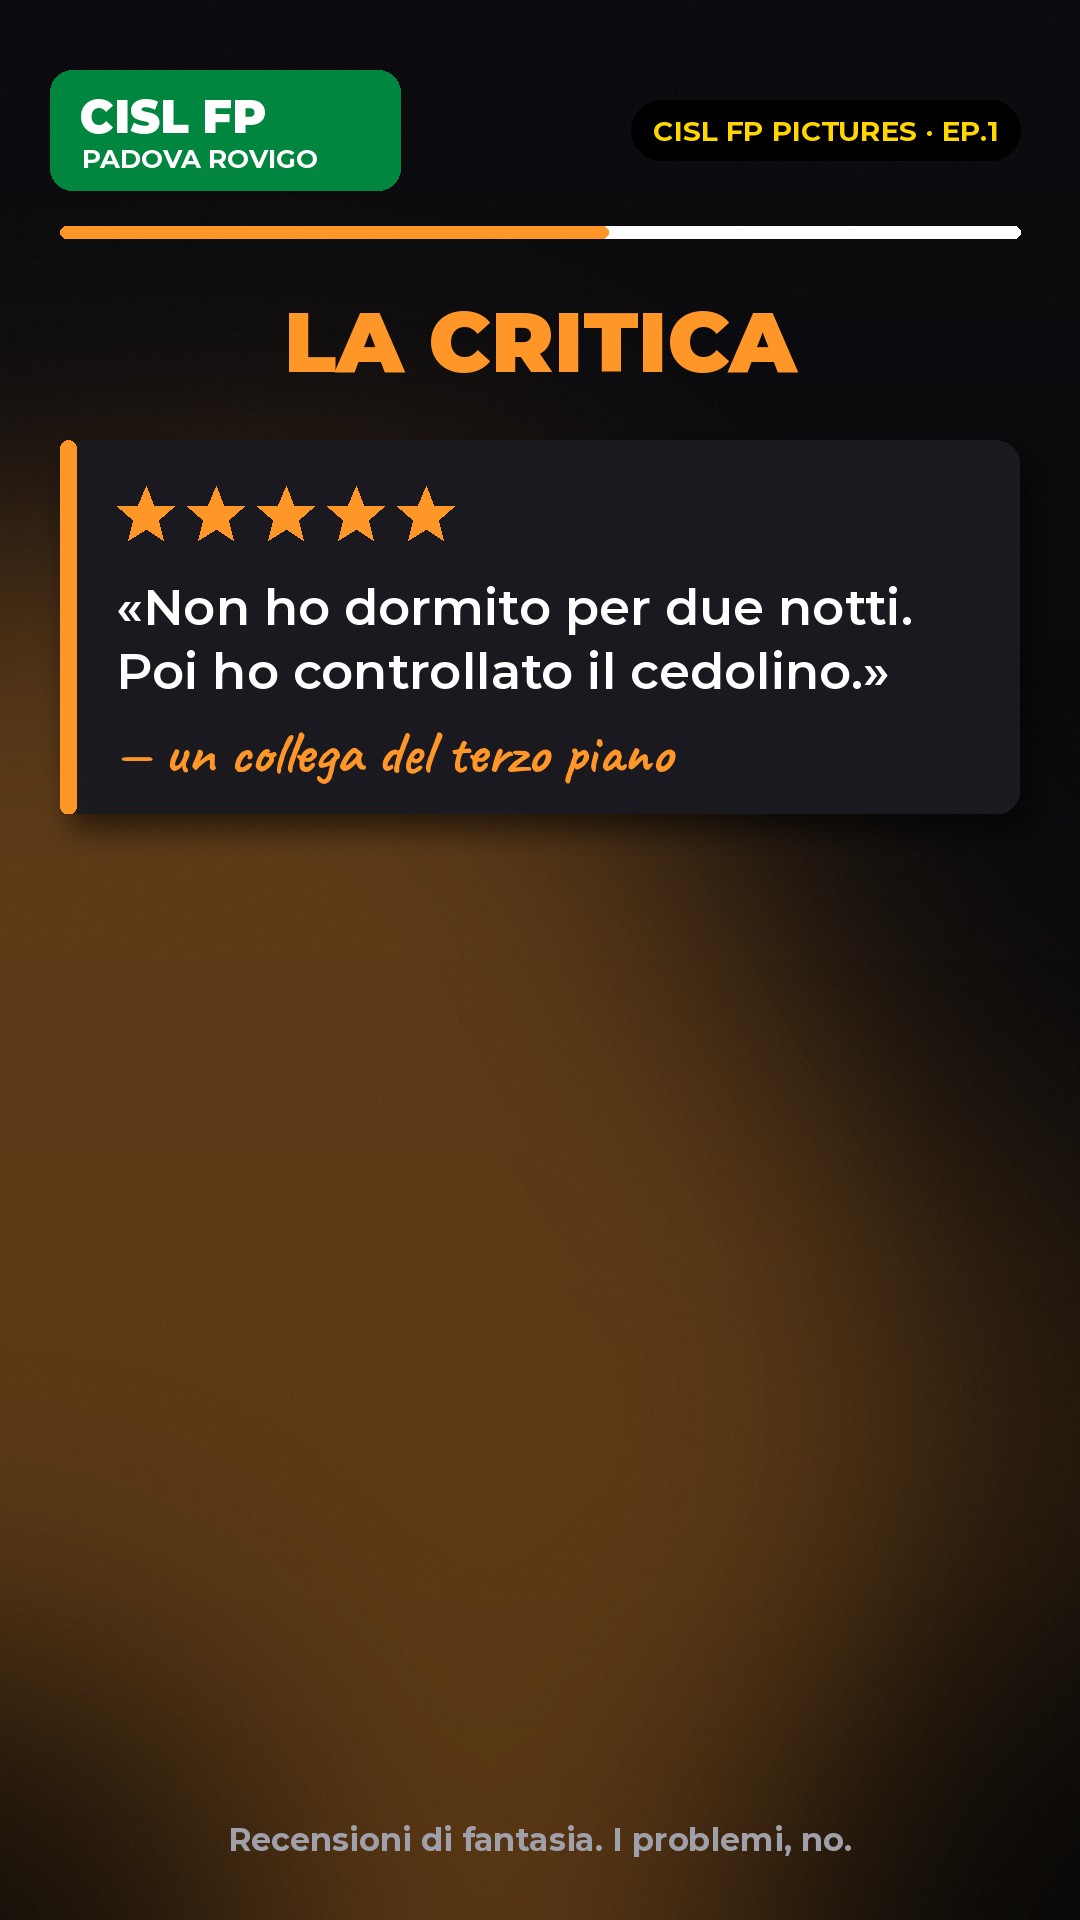 CISL FP
PADOVA ROVIGO
CISL FP PICTURES · EP.1
LA CRITICA
«Non ho dormito per due notti.
Poi ho controllato il cedolino.»
— un collega del terzo piano
Recensioni di fantasia. I problemi, no.